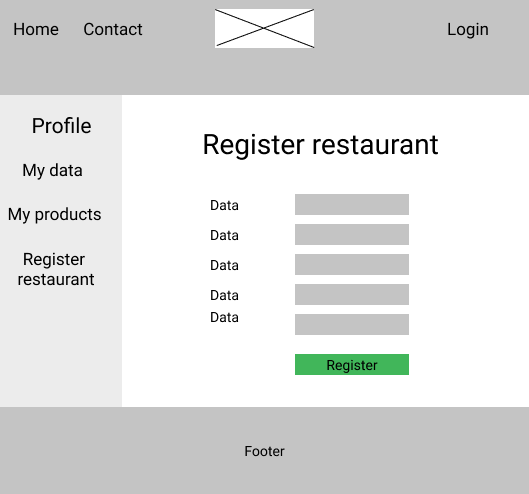 Home Contact Login
Profile
My data
My products
Register
restaurant
Register restaurant
Data
Data
Data
Data
Data
Register
Footer